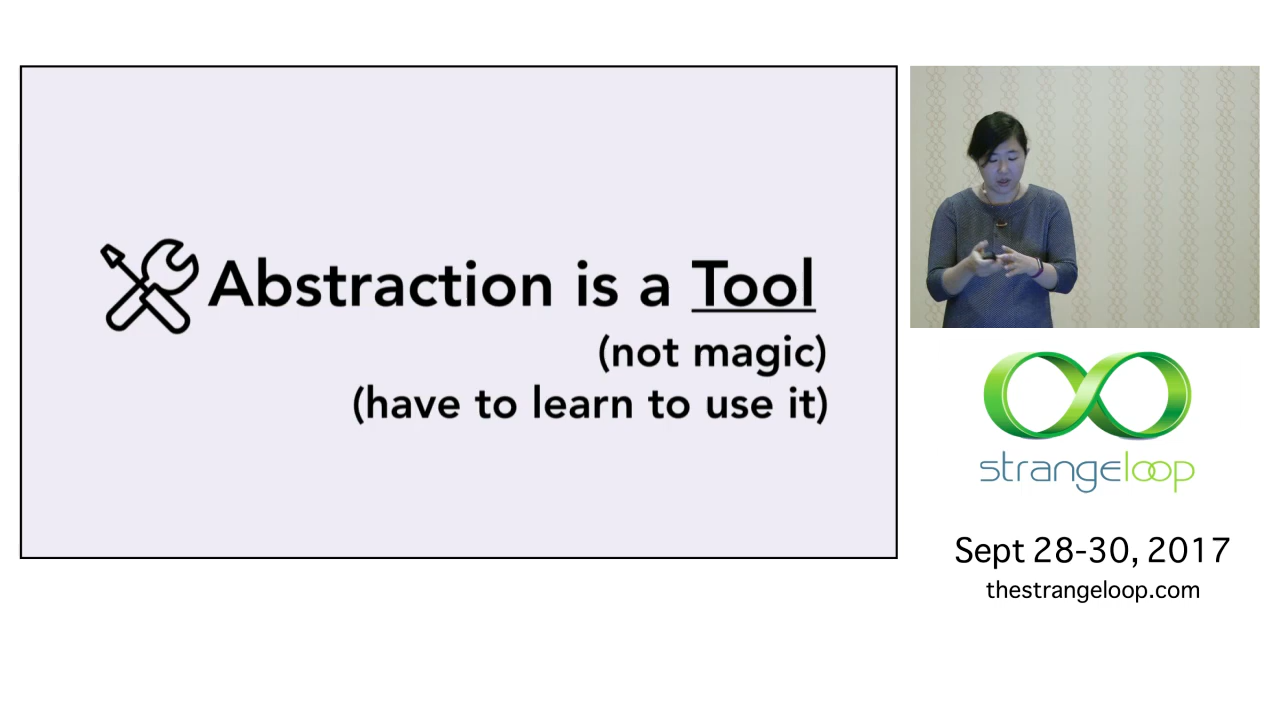 Abstraction is a Tool
(not magic)
(have to learn to use it)
strangeloop
Sept 28-30, 2017
thestrangeloop.com